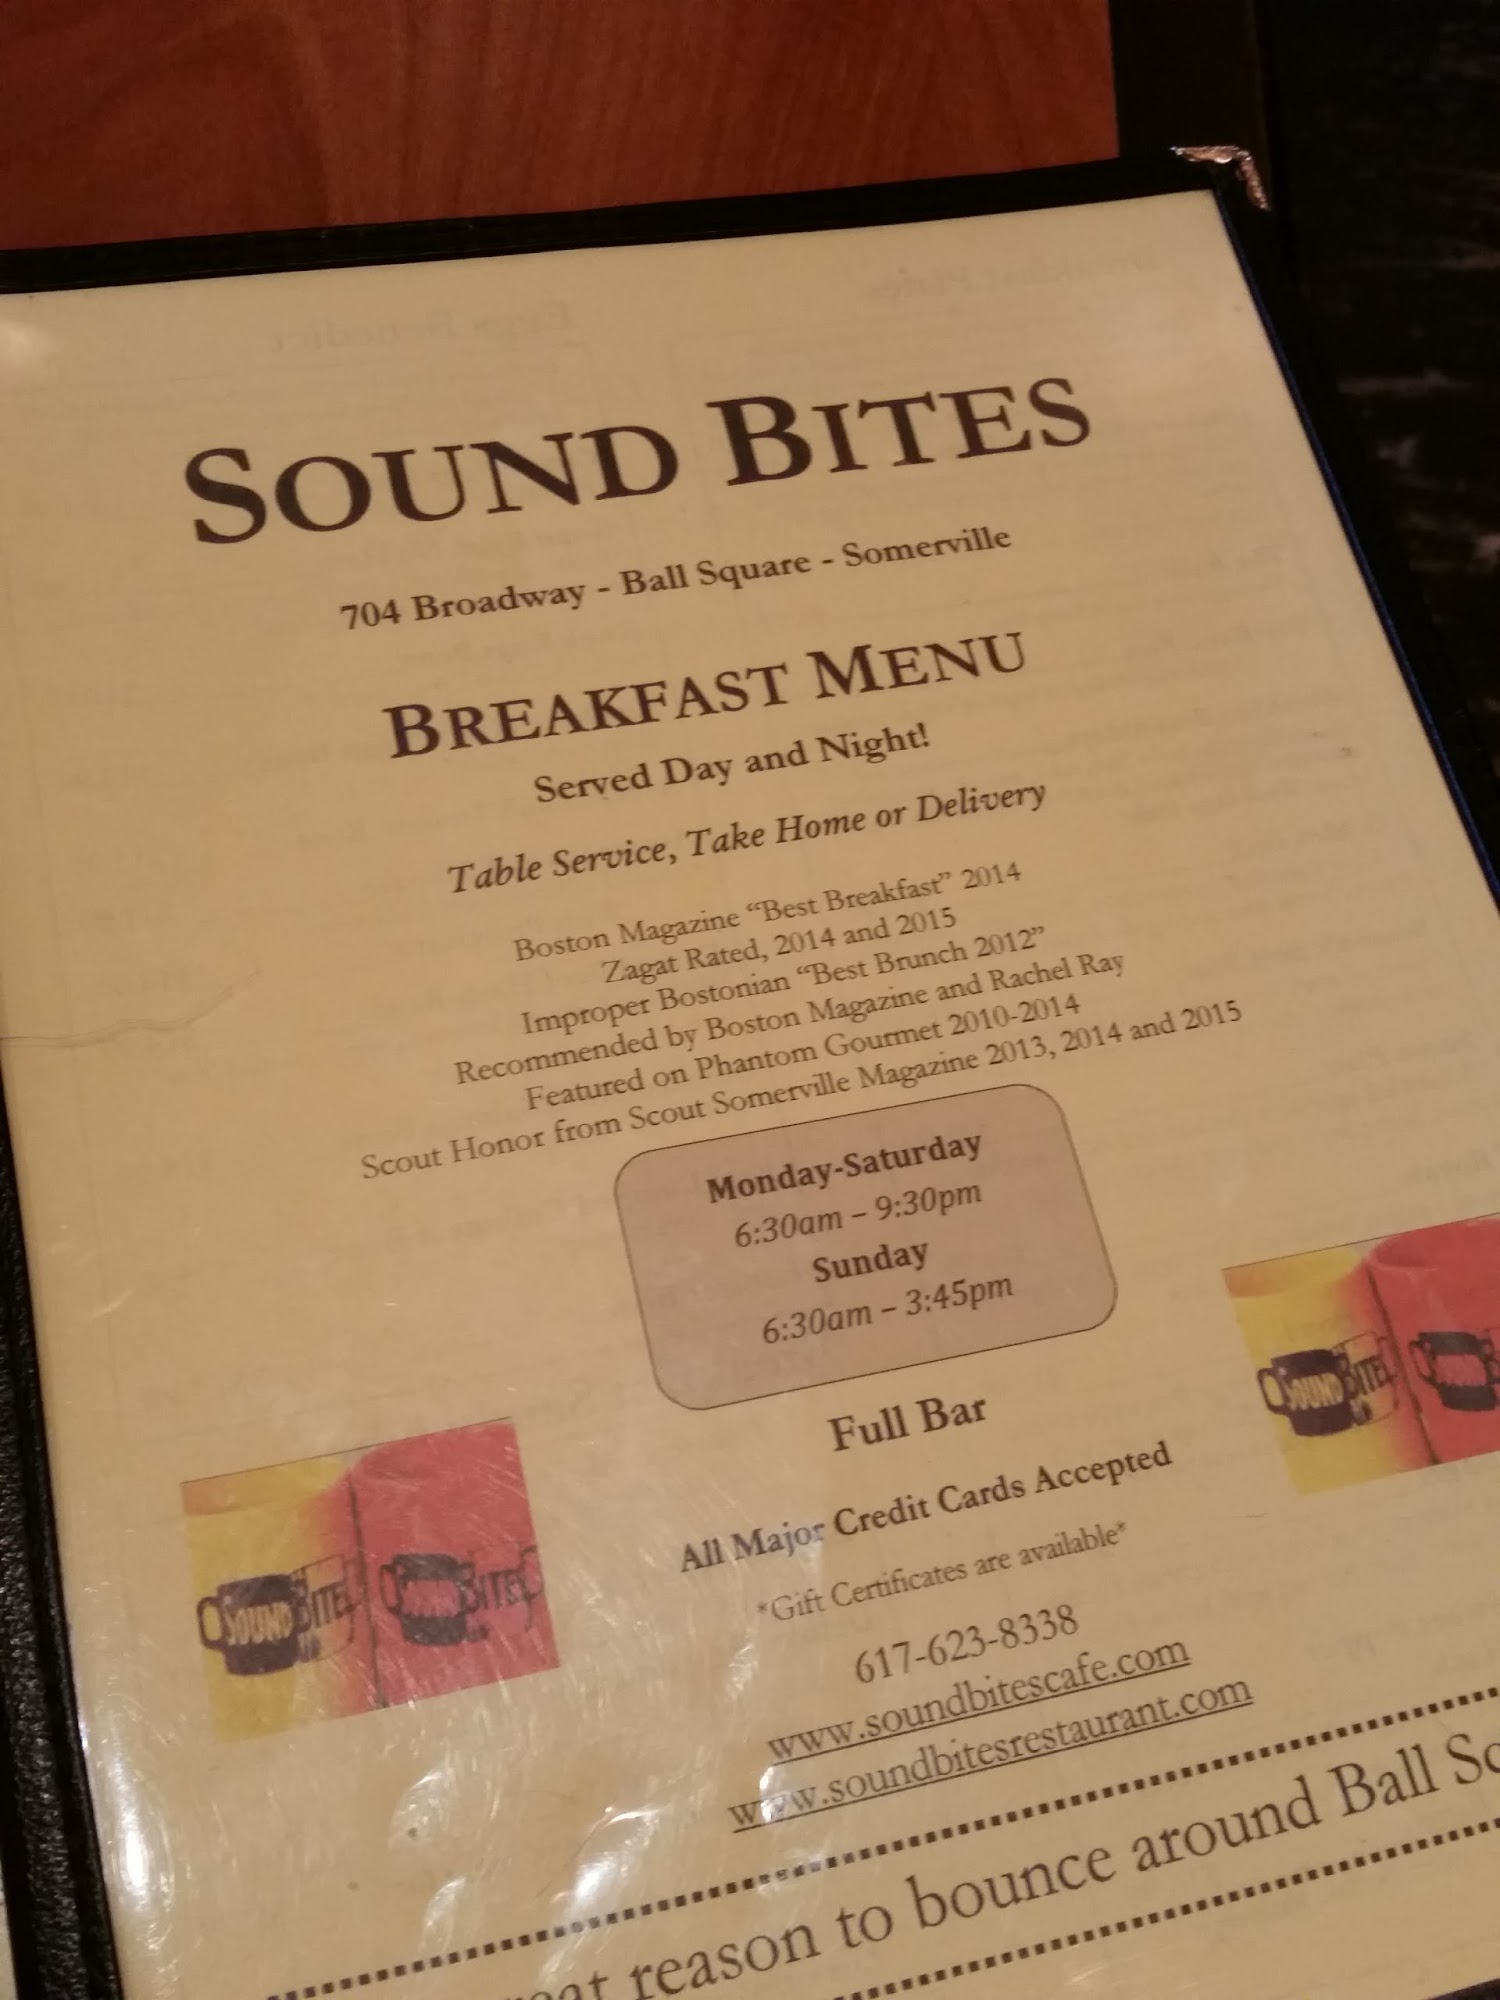 SOUND BITES
704 Broadway - Ball Square - Somerville
BREAKFAST MENU
Served Day and Night!
Table Service, Take Home or Delivery
Boston Magazine “Best Breakfast” 2014
Zagat Rated, 2014 and 2015
Improper Bostonian “Best Brunch 2012”
Recommended by Boston Magazine and Rachel Ray
Featured on Phantom Gourmet 2010-2014
Scout Honor from Scout Somerville Magazine 2013, 2014 and 2015
Monday-Saturday
6:30am – 9:30pm
Sunday
6:30am – 3:45pm
Full Bar
All Major Credit Cards Accepted
*Gift Certificates are available*
617-623-8338
www.soundbitescafe.com
www.soundbitesrestaurant.com
SOUND BITES
SOUND BITES
reason to bounce around Ball